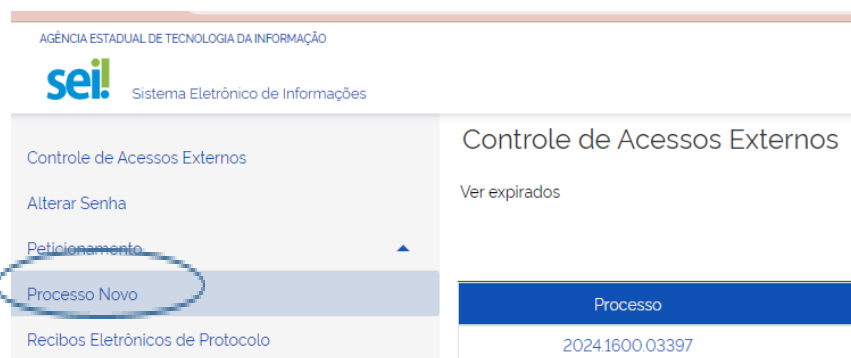 AGÊNCIA ESTADUAL DE TECNOLOGIA DA INFORMAÇÃO
sei!
Sistema Eletrônico de Informações
Controle de Acessos Externos
Alterar Senha
Peticionamento
Processo Novo
Recibos Eletrônicos de Protocolo
Controle de Acessos Externos
Ver expirados
Processo
2024.1600.03397